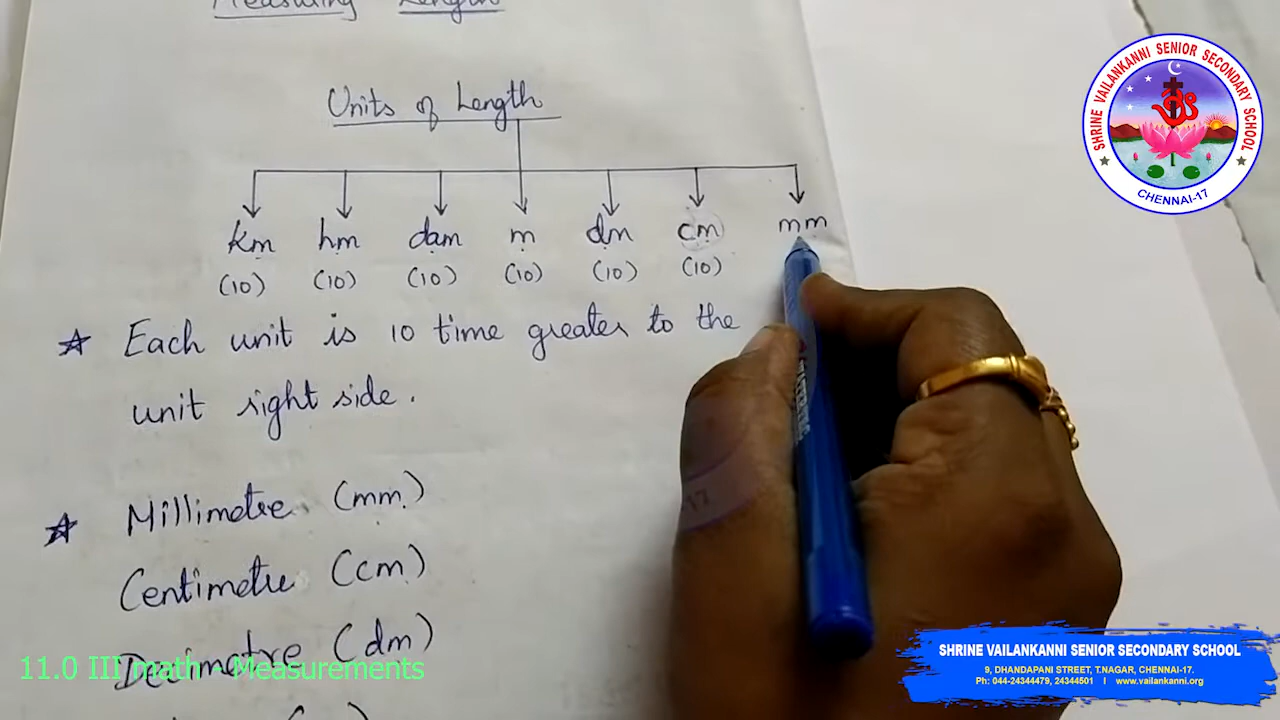 Measuring Length
Units of Length
km hm dam m dm cm mm
(10) (10) (10) (10) (10) (10)
☆ Each unit is 10 time greater to the
unit right side.
☆ Millimetre (mm)
Centimetre (cm)
Decimetre (dm)
11.0 III math - Measurements
SHRINE VAILANKANNI SENIOR SECONDARY SCHOOL
CHENNAI-17
SHRINE VAILANKANNI SENIOR SECONDARY SCHOOL
9, DHANDAPANI STREET, T.NAGAR, CHENNAI-17.
Ph: 044-24344479, 24344501 I www.vailankanni.org